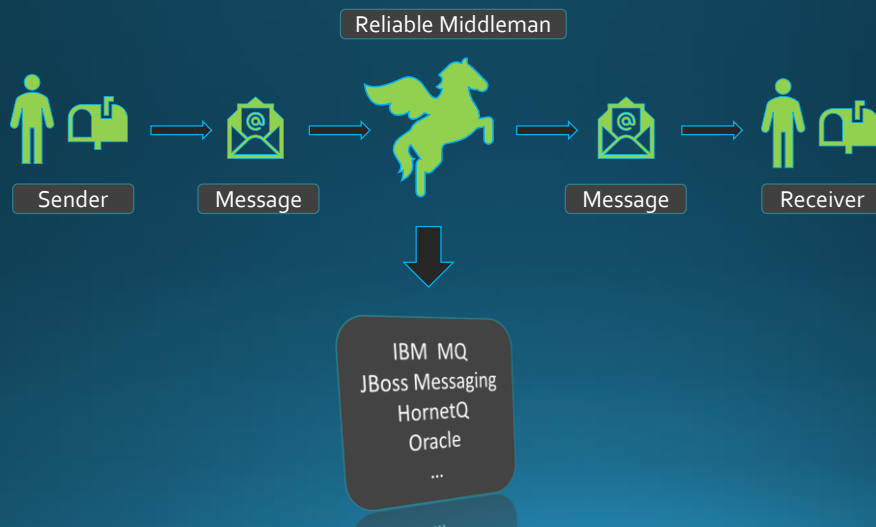 Reliable Middleman
@
@
Sender
Message
Message
Receiver
IBM MQ
JBoss Messaging
HornetQ
Oracle
...
...